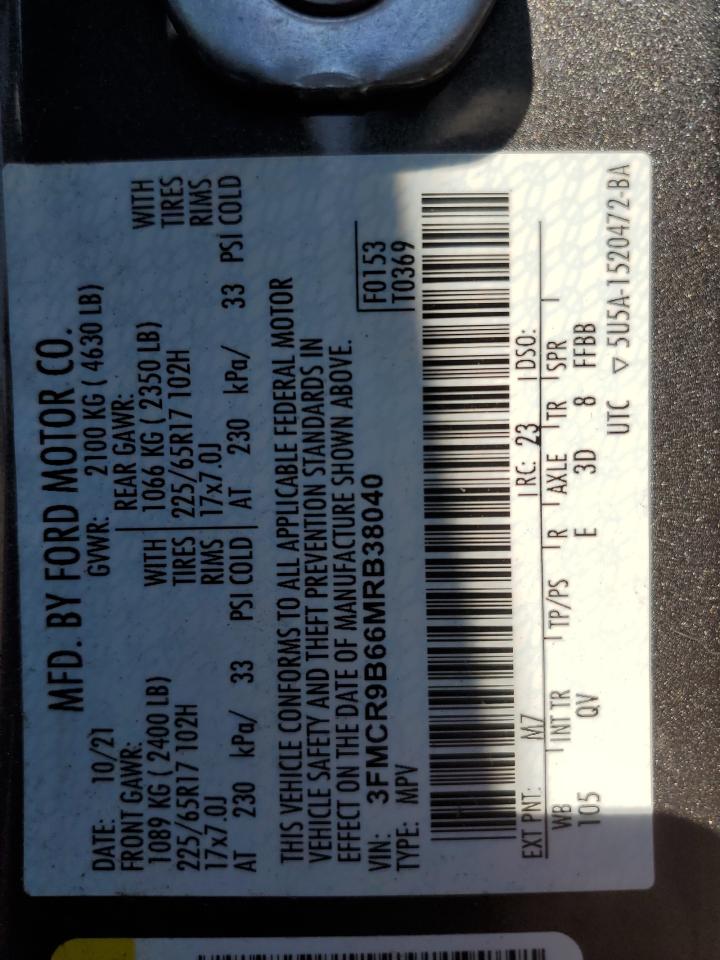 MFD. BY FORD MOTOR CO.
DATE: 10/21 GVWR: 2100 KG ( 4630 LB)
FRONT GAWR: REAR GAWR:
1089 KG ( 2400 LB) WITH 1066 KG ( 2350 LB) WITH
225/65R17 102H TIRES 225/65R17 102H TIRES
17x7.0J RIMS 17x7.0J RIMS
AT 230 kPa/ 33 PSI COLD AT 230 kPa/ 33 PSI COLD
THIS VEHICLE CONFORMS TO ALL APPLICABLE FEDERAL MOTOR
VEHICLE SAFETY AND THEFT PREVENTION STANDARDS IN
EFFECT ON THE DATE OF MANUFACTURE SHOWN ABOVE.
VIN: 3FMCR9B66MRB38040 F0153
TYPE: MPV T0369
EXT PNT: M7 RC: 23 DSO:
WB INT TR TP/PS R AXLE TR SPR
105 QV E 3D 8 FFBB
UTC ▽ 5U5A-1520472-BA